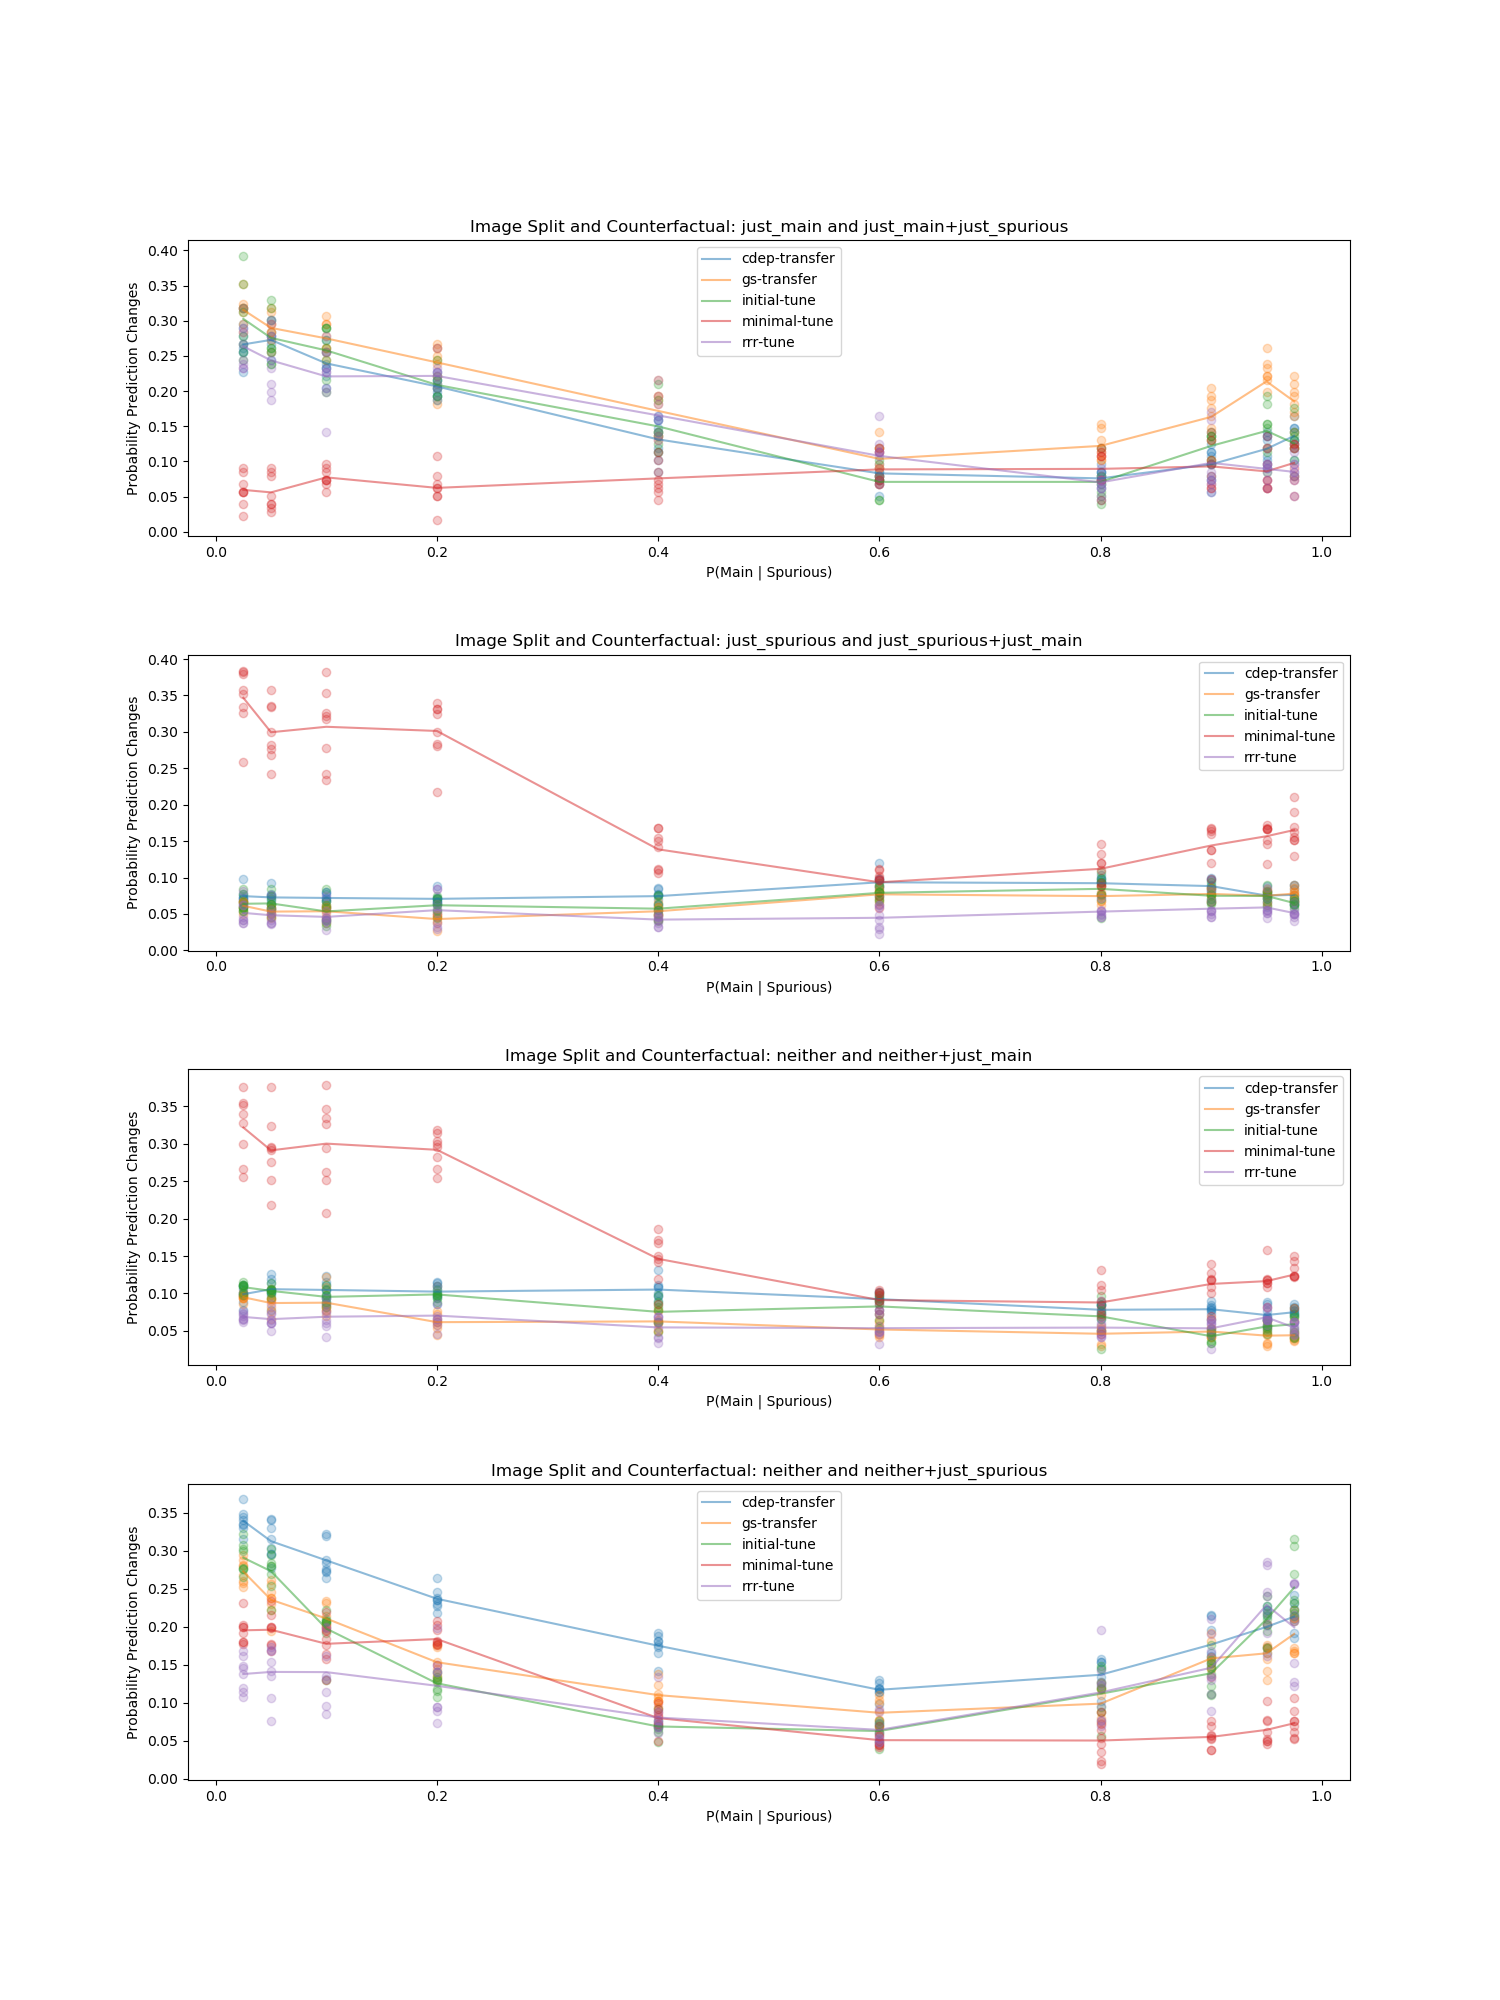 Image Split and Counterfactual: just_main and just_main+just_spurious
Probability Prediction Changes
0.40
0.35
0.30
0.25
0.20
0.15
0.10
0.05
0.00
cdep-transfer
gs-transfer
initial-tune
minimal-tune
rrr-tune
0.0 0.2 0.4 0.6 0.8 1.0
P(Main | Spurious)
Image Split and Counterfactual: just_spurious and just_spurious+just_main
Probability Prediction Changes
0.40
0.35
0.30
0.25
0.20
0.15
0.10
0.05
0.00
cdep-transfer
gs-transfer
initial-tune
minimal-tune
rrr-tune
0.0 0.2 0.4 0.6 0.8 1.0
P(Main | Spurious)
Image Split and Counterfactual: neither and neither+just_main
Probability Prediction Changes
0.35
0.30
0.25
0.20
0.15
0.10
0.05
cdep-transfer
gs-transfer
initial-tune
minimal-tune
rrr-tune
0.0 0.2 0.4 0.6 0.8 1.0
P(Main | Spurious)
Image Split and Counterfactual: neither and neither+just_spurious
Probability Prediction Changes
0.35
0.30
0.25
0.20
0.15
0.10
0.05
0.00
cdep-transfer
gs-transfer
initial-tune
minimal-tune
rrr-tune
0.0 0.2 0.4 0.6 0.8 1.0
P(Main | Spurious)